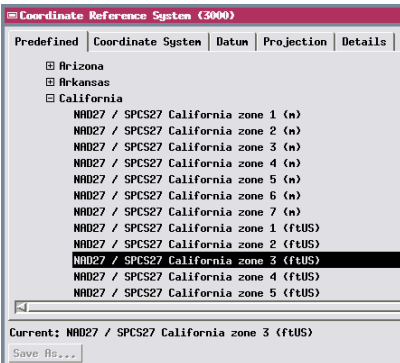 Coordinate Reference System (3000)
Predefined Coordinate System Datum Projection Details
Arizona
Arkansas
California
NAD27 / SPCS27 California zone 1 (m)
NAD27 / SPCS27 California zone 2 (m)
NAD27 / SPCS27 California zone 3 (m)
NAD27 / SPCS27 California zone 4 (m)
NAD27 / SPCS27 California zone 5 (m)
NAD27 / SPCS27 California zone 6 (m)
NAD27 / SPCS27 California zone 7 (m)
NAD27 / SPCS27 California zone 1 (ftUS)
NAD27 / SPCS27 California zone 2 (ftUS)
NAD27 / SPCS27 California zone 3 (ftUS)
NAD27 / SPCS27 California zone 4 (ftUS)
NAD27 / SPCS27 California zone 5 (ftUS)
Current: NAD27 / SPCS27 California zone 3 (ftUS)
Save As...